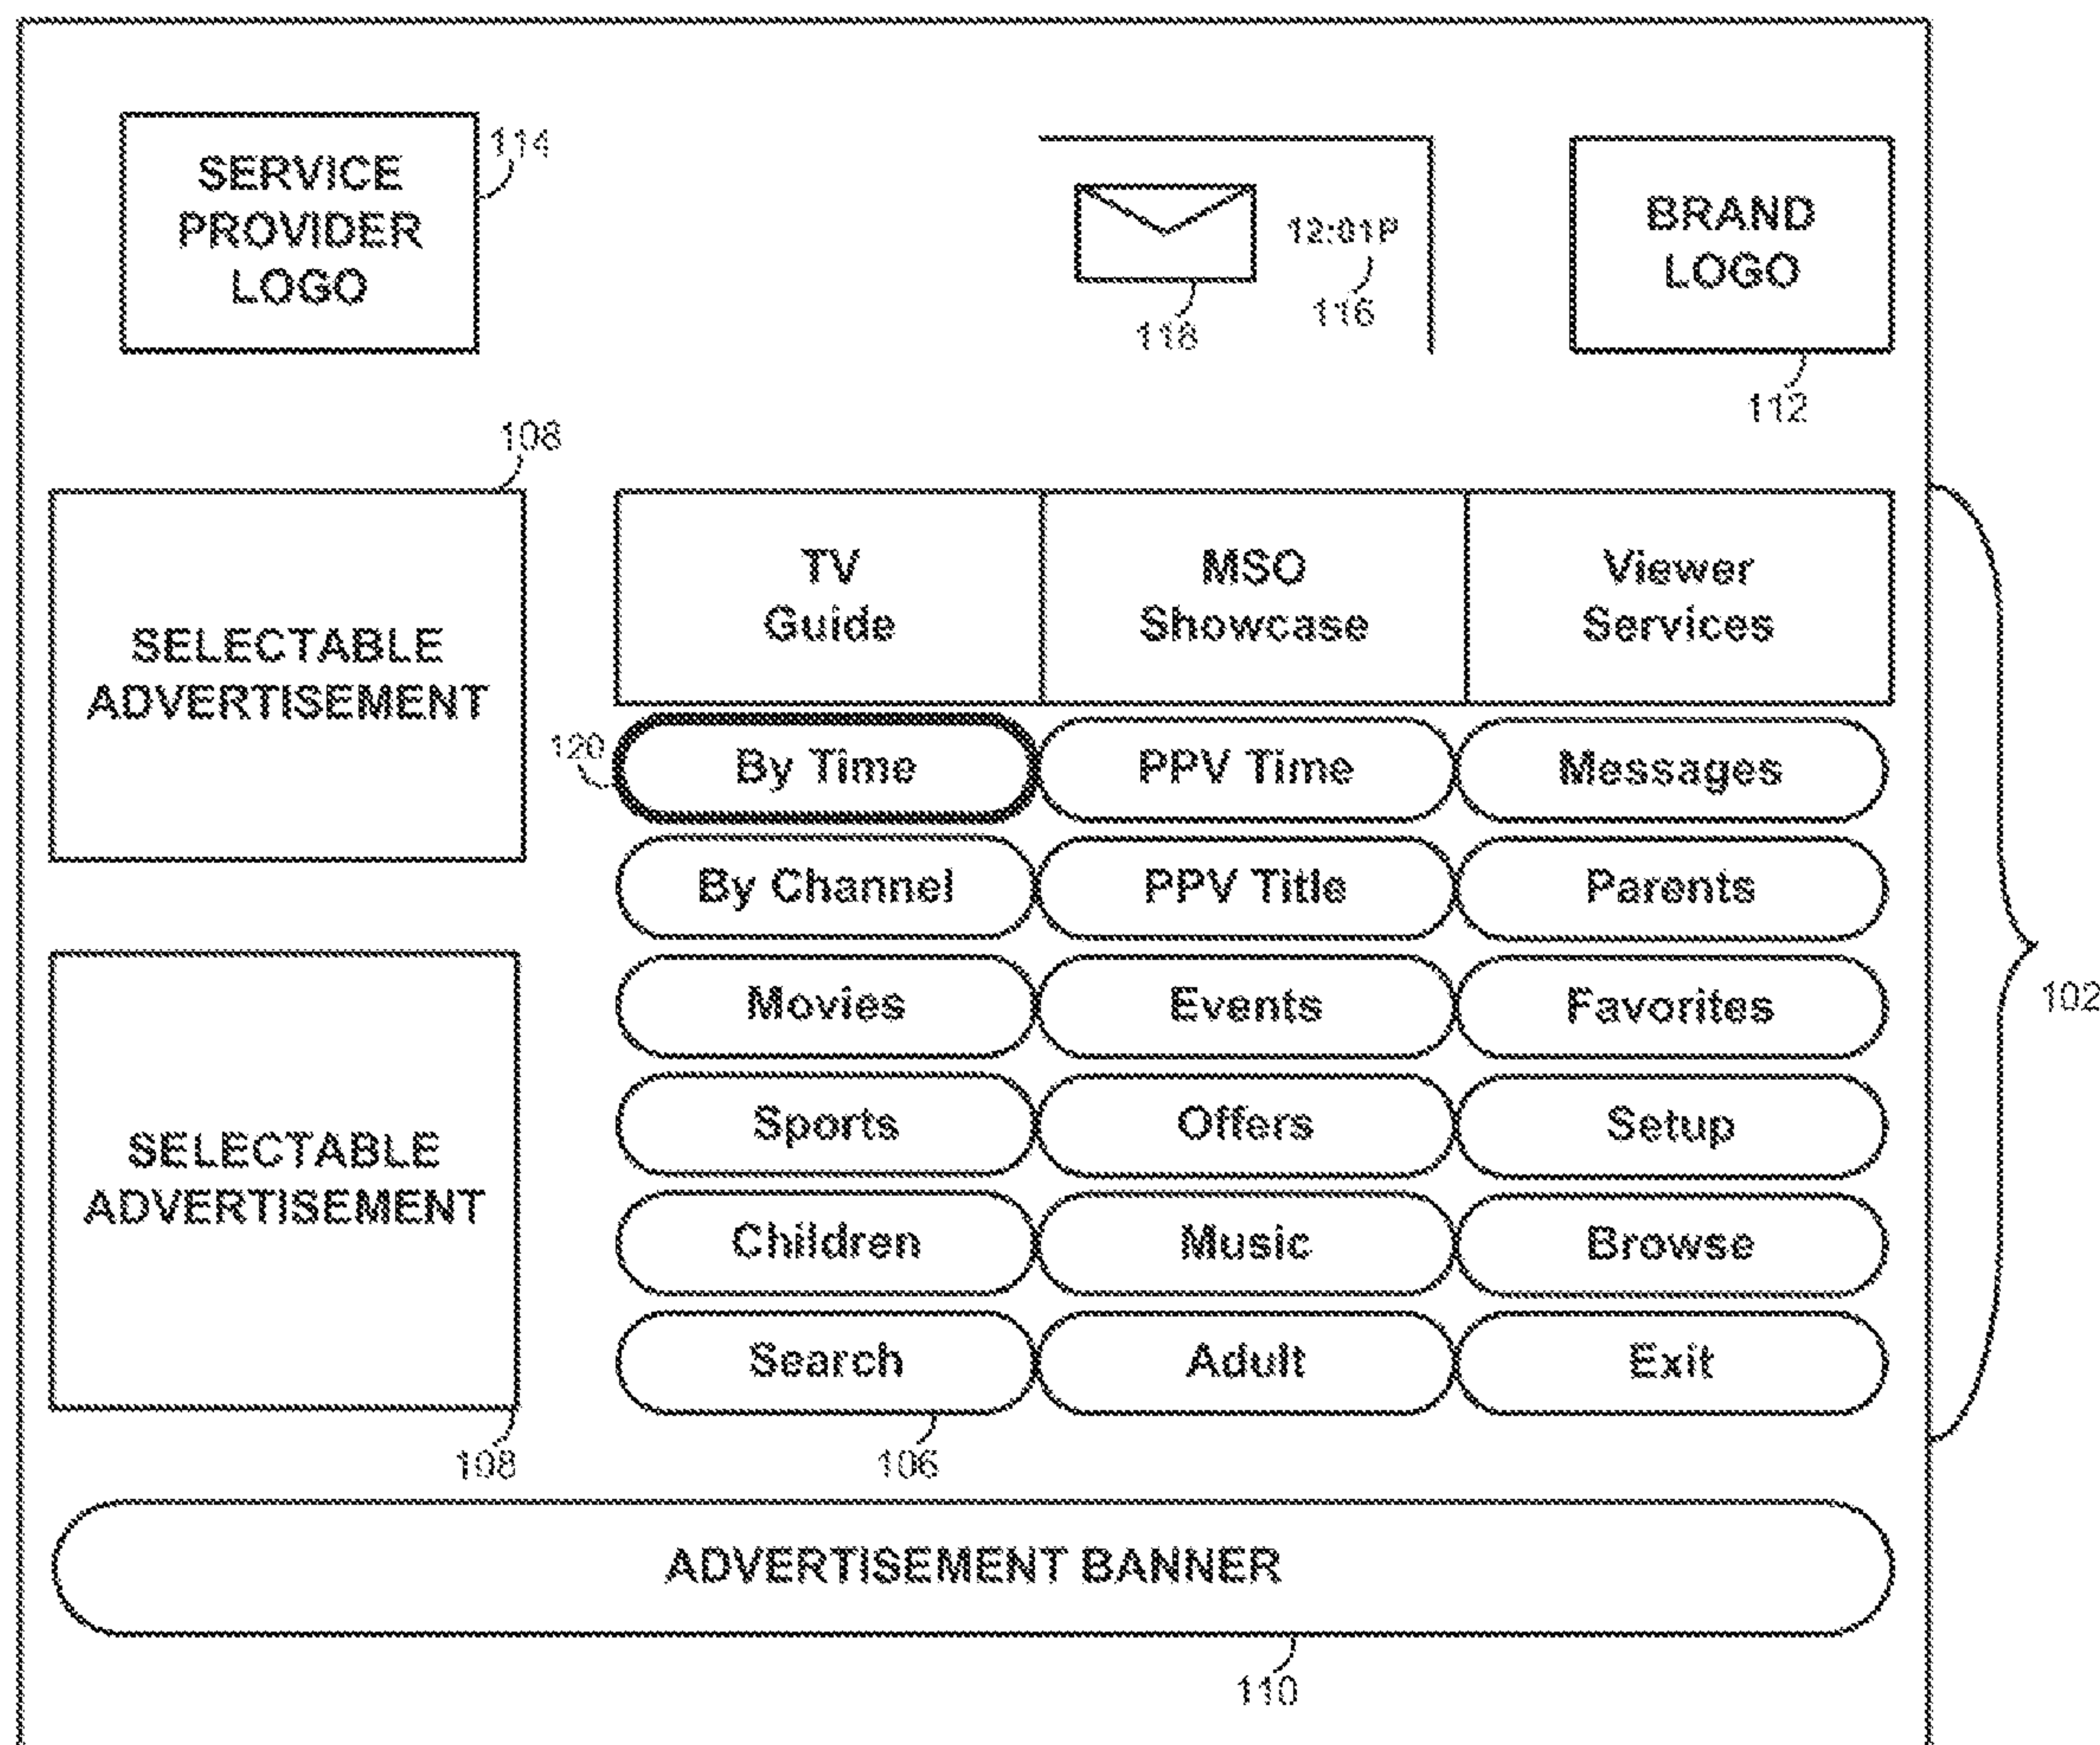 SERVICE
PROVIDER
LOGO
114
12:01P
116
118
BRAND
LOGO
112
108
SELECTABLE
ADVERTISEMENT
TV
Guide
MSO
Showcase
Viewer
Services
120
By Time
PPV Time
Messages
By Channel
PPV Title
Parents
Movies
Events
Favorites
102
Sports
Offers
Setup
SELECTABLE
ADVERTISEMENT
Children
Music
Browse
Search
Adult
Exit
108
106
ADVERTISEMENT BANNER
110